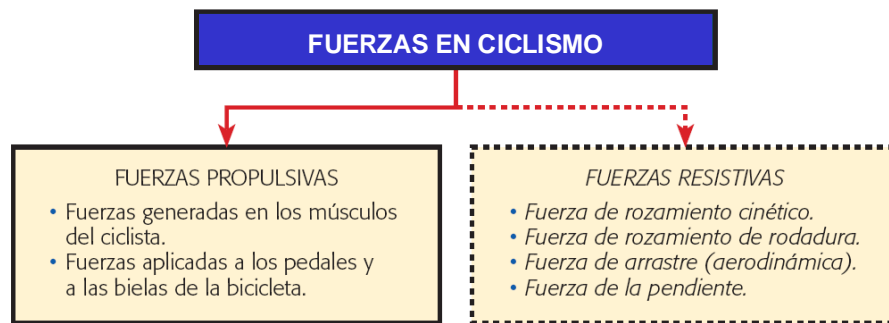 FUERZAS EN CICLISMO
FUERZAS PROPULSIVAS
• Fuerzas generadas en los músculos
del ciclista.
• Fuerzas aplicadas a los pedales y
a las bielas de la bicicleta.
FUERZAS RESISTIVAS
• Fuerza de rozamiento cinético.
• Fuerza de rozamiento de rodadura.
• Fuerza de arrastre (aerodinámica).
• Fuerza de la pendiente.